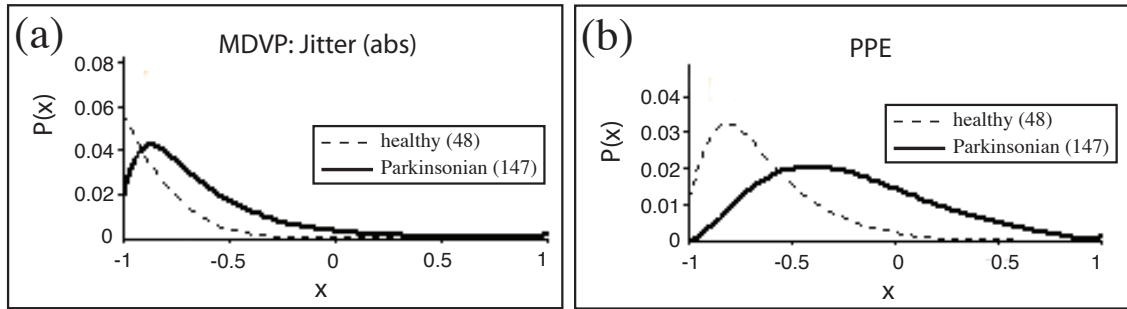 (a)
MDVP: Jitter (abs)
P(x)
0.08
0.06
0.04
0.02
0
healthy (48)
Parkinsonian (147)
-1
-0.5
0
0.5
1
x
(b)
PPE
P(x)
0.04
0.03
0.02
0.01
0
healthy (48)
Parkinsonian (147)
-1
-0.5
0
0.5
1
x